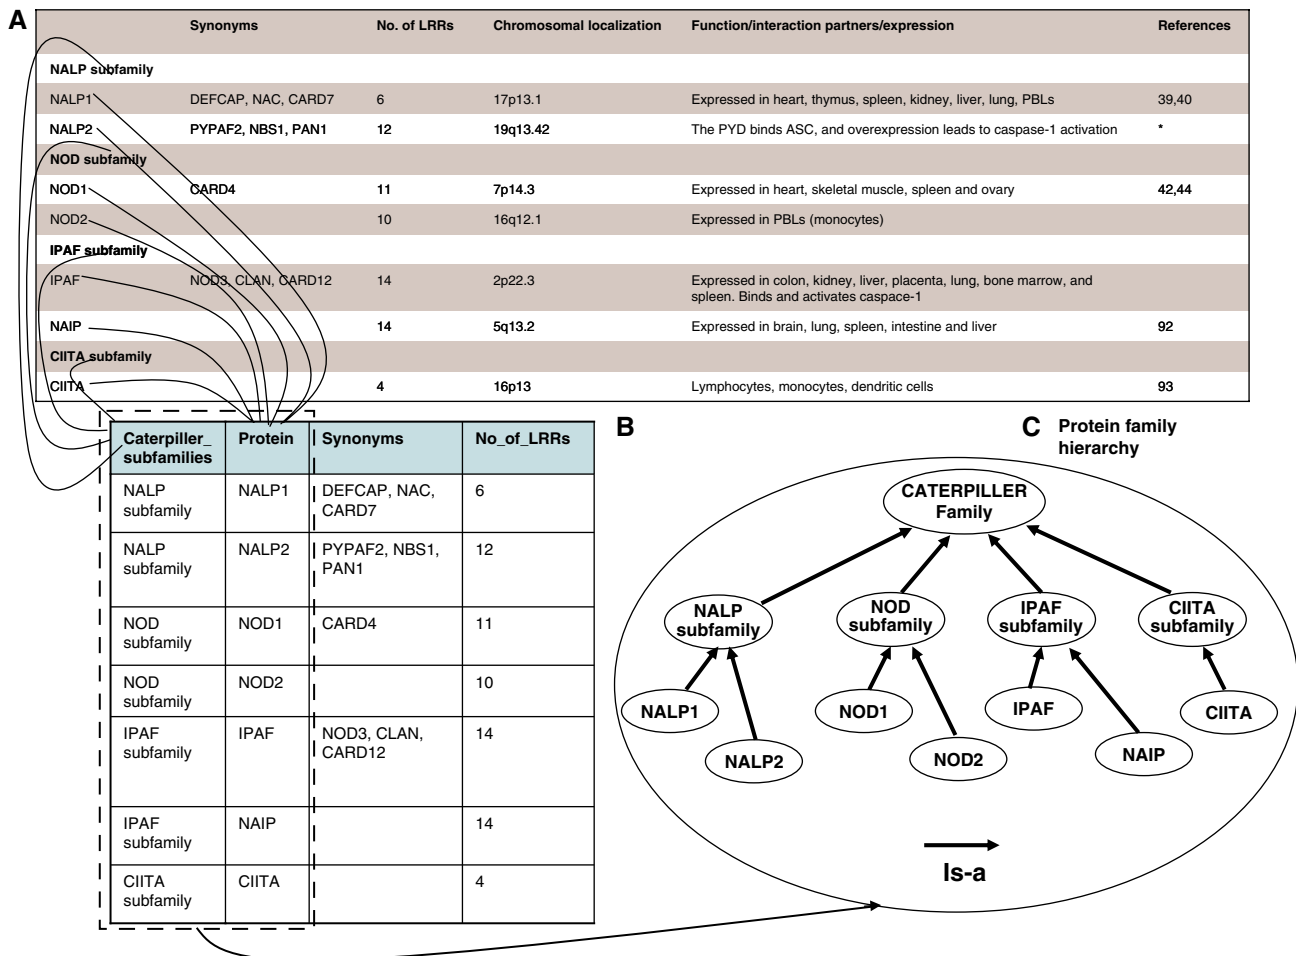 A
Synonyms No. of LRRs Chromosomal localization Function/interaction partners/expression References
NALP subfamily
NALP1 DEFCAP, NAC, CARD7 6 17p13.1 Expressed in heart, thymus, spleen, kidney, liver, lung, PBLs 39,40
NALP2 PYPAF2, NBS1, PAN1 12 19q13.42 The PYD binds ASC, and overexpression leads to caspase-1 activation *
NOD subfamily
NOD1 CARD4 11 7p14.3 Expressed in heart, skeletal muscle, spleen and ovary 42,44
NOD2 10 16q12.1 Expressed in PBLs (monocytes)
IPAF subfamily
IPAF NOD3, CLAN, CARD12 14 2p22.3 Expressed in colon, kidney, liver, placenta, lung, bone marrow, and
spleen. Binds and activates caspace-1
NAIP 14 5q13.2 Expressed in brain, lung, spleen, intestine and liver 92
CIITA subfamily
CIITA 4 16p13 Lymphocytes, monocytes, dendritic cells 93
B
Caterpiller_ Protein Synonyms No_of_LRRs
subfamilies
NALP NALP1 DEFCAP, NAC, 6
subfamily CARD7
NALP NALP2 PYPAF2, NBS1, 12
subfamily PAN1
NOD NOD1 CARD4 11
subfamily
NOD NOD2 10
subfamily
IPAF IPAF NOD3, CLAN, 14
subfamily CARD12
IPAF NAIP 14
subfamily
CIITA CIITA 4
subfamily
C Protein family
hierarchy
CATERPILLER
Family
NALP
subfamily
NOD
subfamily
IPAF
subfamily
CIITA
subfamily
NALP1
NALP2
NOD1
NOD2
IPAF
NAIP
CIITA
Is-a